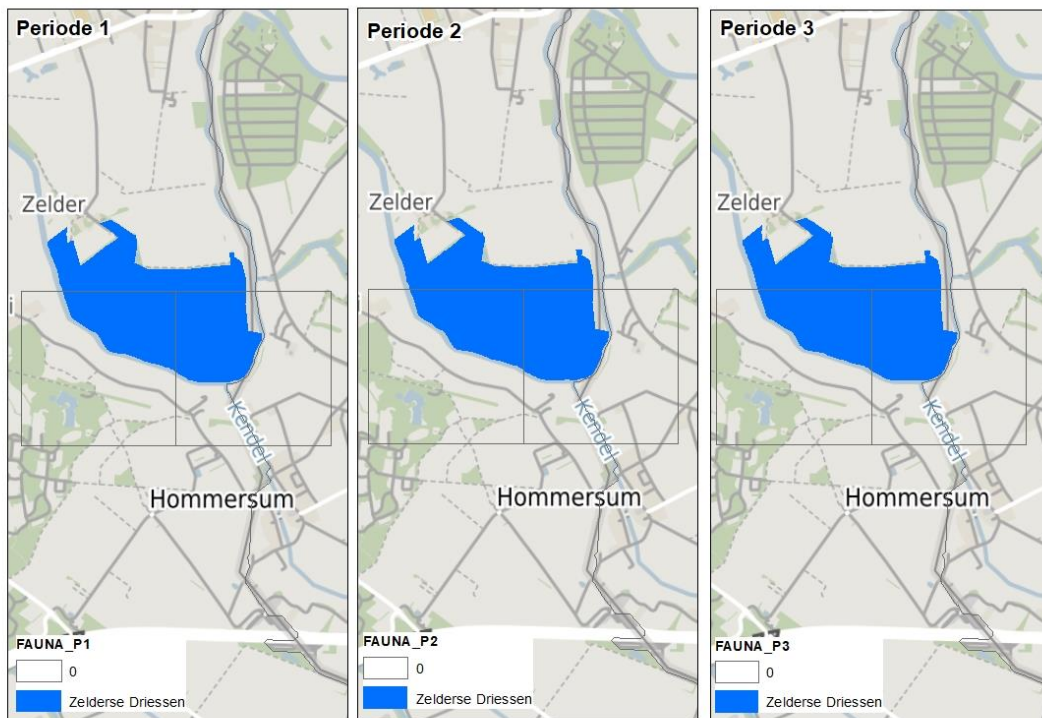 Periode 1
Zelder
i
Kendel
Hommersum
FAUNA_P1
0
Zelderse Driessen
Periode 2
Zelder
i
Kendel
Hommersum
FAUNA_P2
0
Zelderse Driessen
Periode 3
Zelder
Kendel
Hommersum
FAUNA_P3
0
Zelderse Driessen